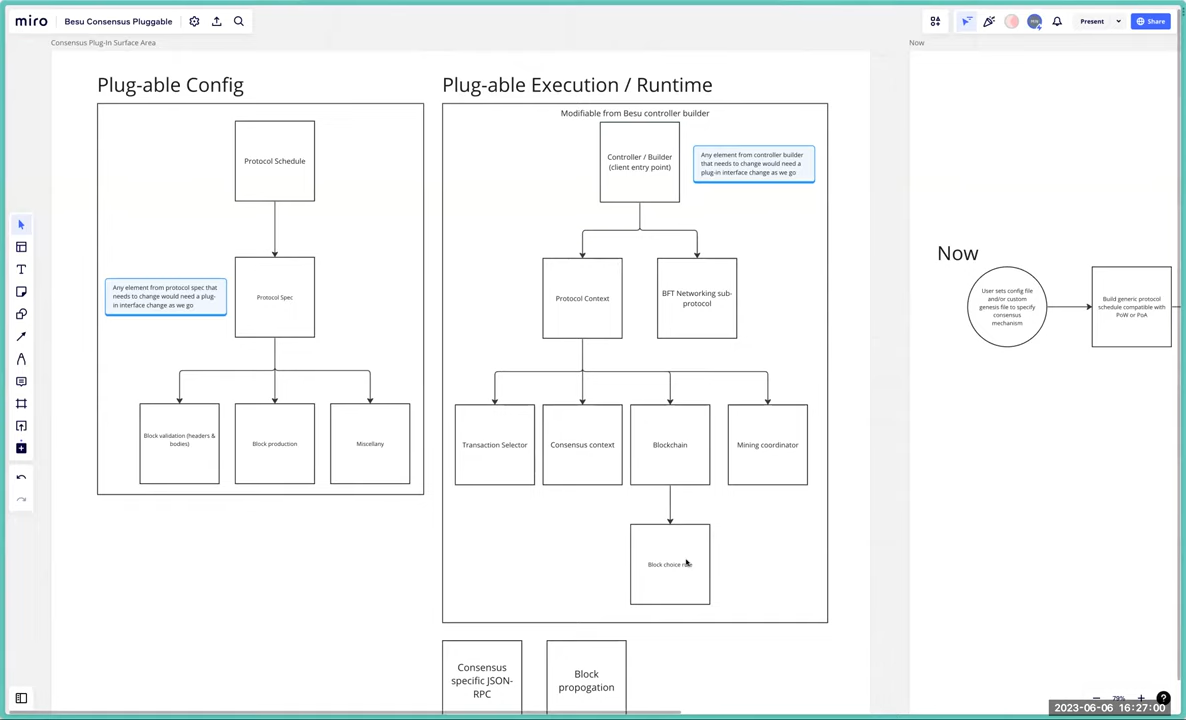 miro
Besu Consensus Pluggable
Present
Share
Consensus Plug-In Surface Area
Now
Plug-able Config
Plug-able Execution / Runtime
Protocol Schedule
Any element from protocol spec that
needs to change would need a plug-
in interface change as we go
Protocol Spec
Block validation (headers &
bodies)
Block production
Miscellany
Modifiable from Besu controller builder
Controller / Builder
(client entry point)
Any element from controller builder
that needs to change would need a
plug-in interface change as we go
Protocol Context
BFT Networking sub-
protocol
Transaction Selector
Consensus context
Blockchain
Mining coordinator
Block choice
Consensus
specific JSON-
RPC
Block
propogation
Now
User sets config file
and/or custom
genesis file to specify
consensus
mechanism
Build generic protocol
schedule compatible with
PoW or PoA
79%
2023-06-06 16:27:00